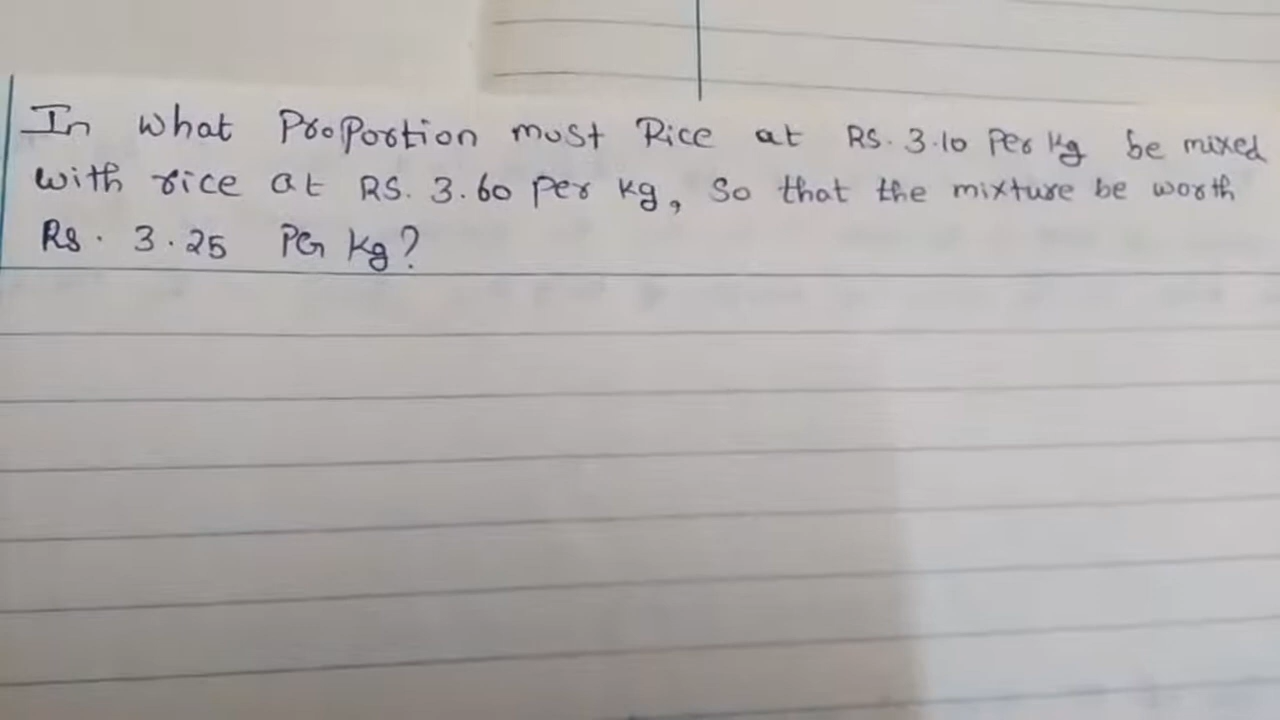 In what Proportion must Rice at RS. 3.10 Per kg be mixed
with rice at RS. 3.60 per kg, so that the mixture be worth
Rs. 3.25 Per kg?